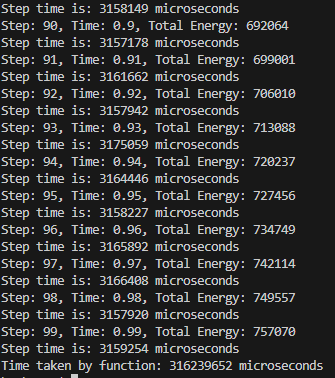 Step time is: 3158149 microseconds
Step: 90, Time: 0.9, Total Energy: 692064
Step time is: 3157178 microseconds
Step: 91, Time: 0.91, Total Energy: 699001
Step time is: 3161662 microseconds
Step: 92, Time: 0.92, Total Energy: 706010
Step time is: 3157942 microseconds
Step: 93, Time: 0.93, Total Energy: 713088
Step time is: 3175059 microseconds
Step: 94, Time: 0.94, Total Energy: 720237
Step time is: 3164446 microseconds
Step: 95, Time: 0.95, Total Energy: 727456
Step time is: 3158227 microseconds
Step: 96, Time: 0.96, Total Energy: 734749
Step time is: 3165892 microseconds
Step: 97, Time: 0.97, Total Energy: 742114
Step time is: 3166408 microseconds
Step: 98, Time: 0.98, Total Energy: 749557
Step time is: 3157920 microseconds
Step: 99, Time: 0.99, Total Energy: 757070
Step time is: 3159254 microseconds
Time taken by function: 316239652 microseconds